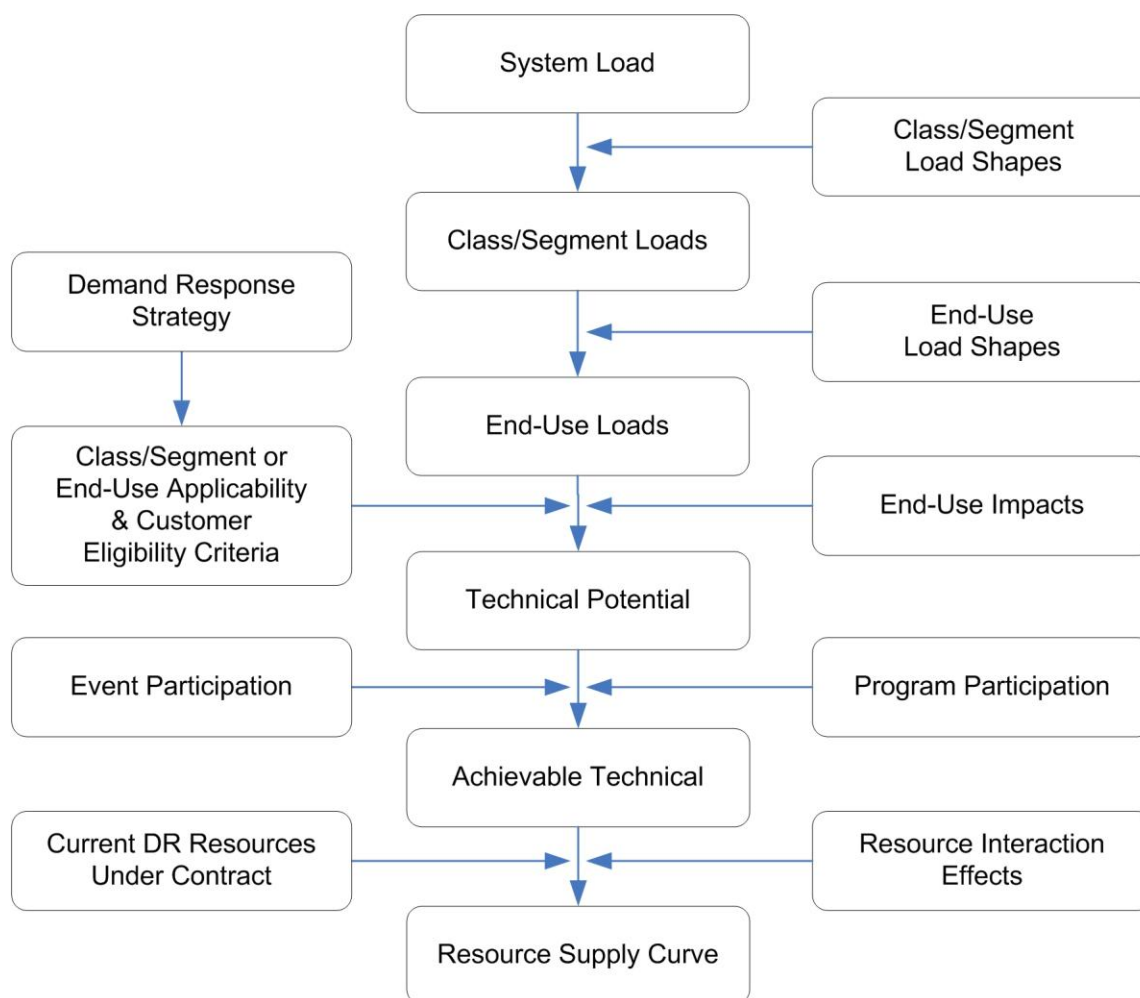 System Load
Class/Segment
Load Shapes
Class/Segment Loads
Demand Response
Strategy
End-Use
Load Shapes
End-Use Loads
Class/Segment or
End-Use Applicability
& Customer
Eligibility Criteria
End-Use Impacts
Technical Potential
Event Participation
Program Participation
Achievable Technical
Current DR Resources
Under Contract
Resource Interaction
Effects
Resource Supply Curve